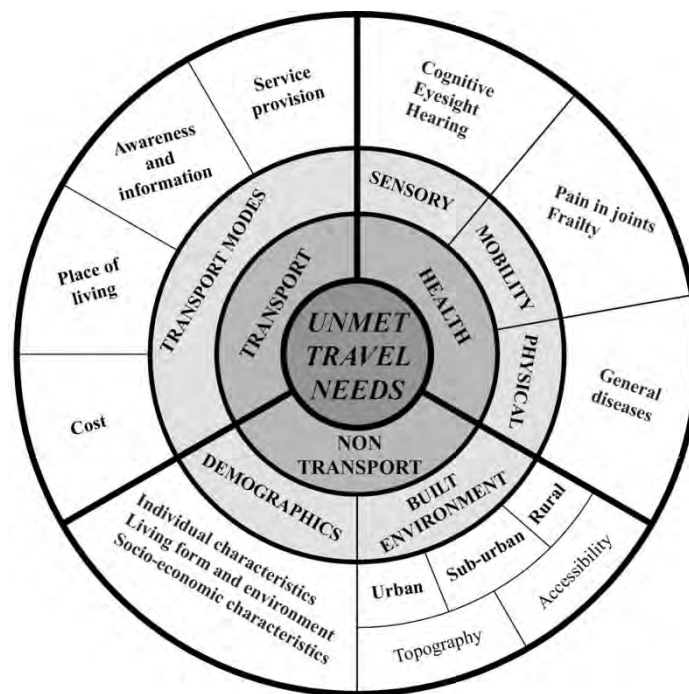 UNMET
TRAVEL
NEEDS
TRANSPORT
HEALTH
NON
TRANSPORT
TRANSPORT MODES
SENSORY
MOBILITY
PHYSICAL
BUILT
ENVIRONMENT
DEMOGRAPHICS
Service
provision
Awareness
and
information
Place of
living
Cost
Cognitive
Eyesight
Hearing
Pain in joints
Frailty
General
diseases
Urban
Sub-urban
Rural
Topography
Accessibility
Individual characteristics
Living form and environment
Socio-economic characteristics